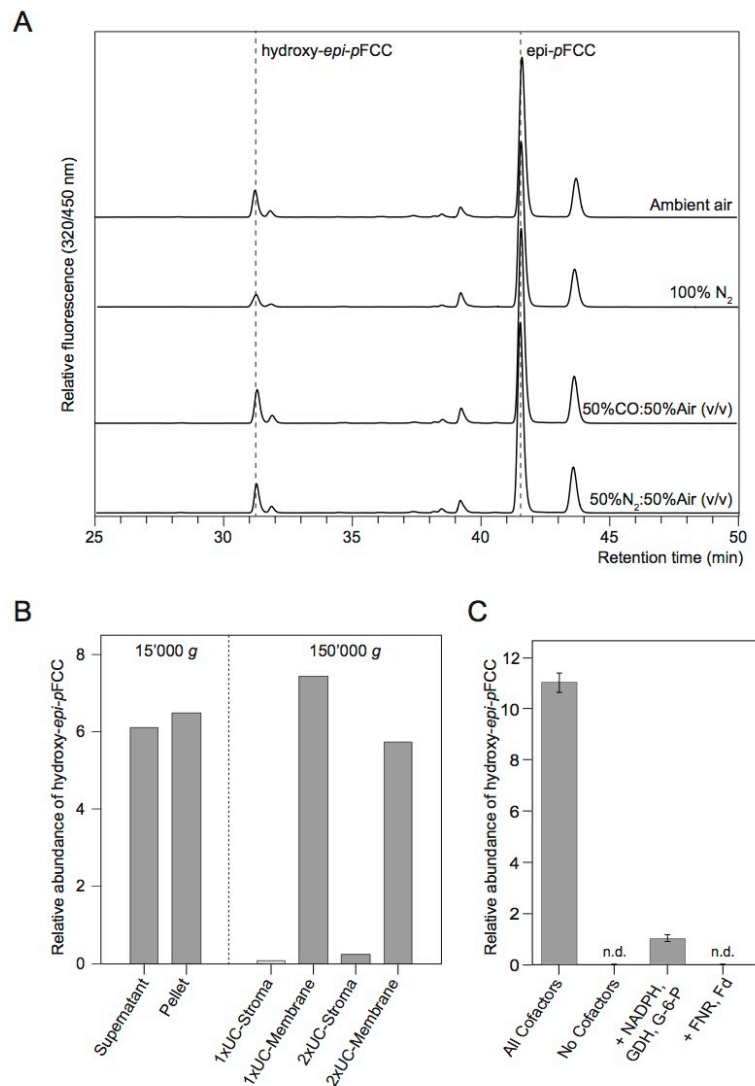 A
hydroxy-epi-pFCC
epi-pFCC
Relative fluorescence (320/450 nm)
Ambient air
100% N₂
50%CO:50%Air (v/v)
50%N₂:50%Air (v/v)
25 30 35 40 45 50
Retention time (min)
B
15'000 g
150'000 g
Relative abundance of hydroxy-epi-pFCC
8
6
4
2
0
Supernatant
Pellet
1xUC-Stroma
1xUC-Membrane
2xUC-Stroma
2xUC-Membrane
C
Relative abundance of hydroxy-epi-pFCC
12
10
8
6
4
2
0
n.d.
n.d.
All Cofactors
No Cofactors
+ NADPH,
GDH, G-6-P
+ FNR, Fd